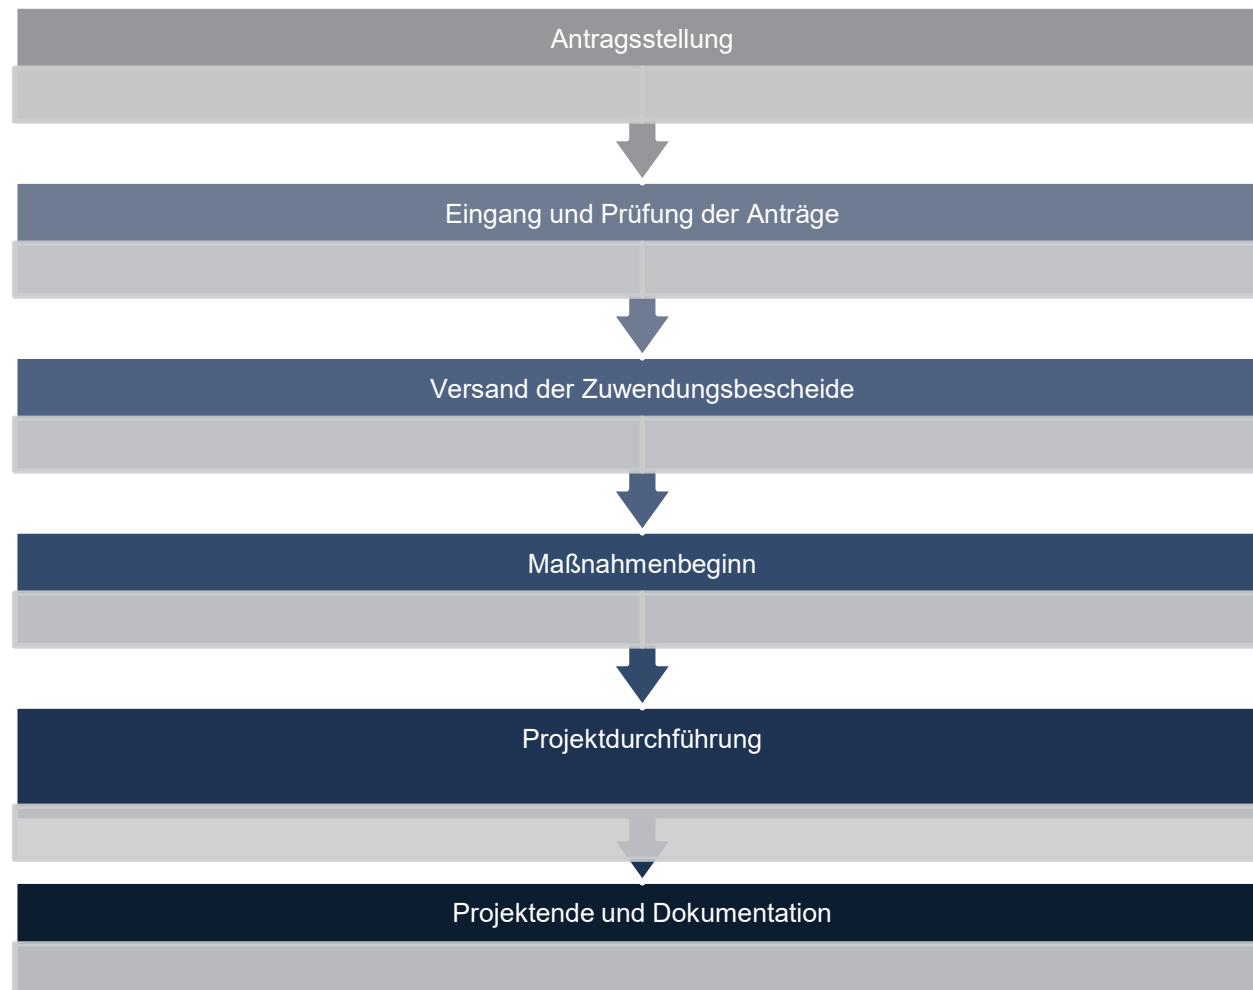 Antragsstellung
Eingang und Prüfung der Anträge
Versand der Zuwendungsbescheide
Maßnahmenbeginn
Projektdurchführung
Projektende und Dokumentation